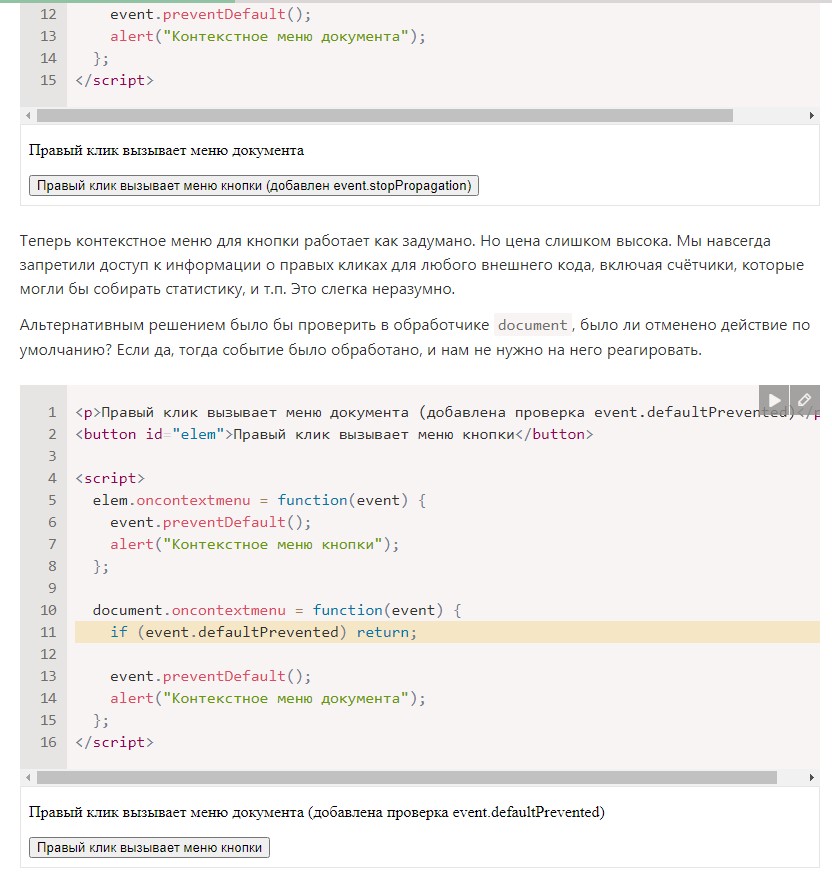 12     event.preventDefault();
13     alert("Контекстное меню документа");
14   };
15 </script>
Правый клик вызывает меню документа
Правый клик вызывает меню кнопки (добавлен event.stopPropagation)
Теперь контекстное меню для кнопки работает как задумано. Но цена слишком высока. Мы навсегда
запретили доступ к информации о правых кликах для любого внешнего кода, включая счётчики, которые
могли бы собирать статистику, и т.п. Это слегка неразумно.
Альтернативным решением было бы проверить в обработчике document, было ли отменено действие по
умолчанию? Если да, тогда событие было обработано, и нам не нужно на него реагировать.
1 <p>Правый клик вызывает меню документа (добавлена проверка event.defaultPrevented)</p
2 <button id="elem">Правый клик вызывает меню кнопки</button>
3
4 <script>
5   elem.oncontextmenu = function(event) {
6     event.preventDefault();
7     alert("Контекстное меню кнопки");
8   };
9
10   document.oncontextmenu = function(event) {
11     if (event.defaultPrevented) return;
12
13     event.preventDefault();
14     alert("Контекстное меню документа");
15   };
16 </script>
Правый клик вызывает меню документа (добавлена проверка event.defaultPrevented)
Правый клик вызывает меню кнопки